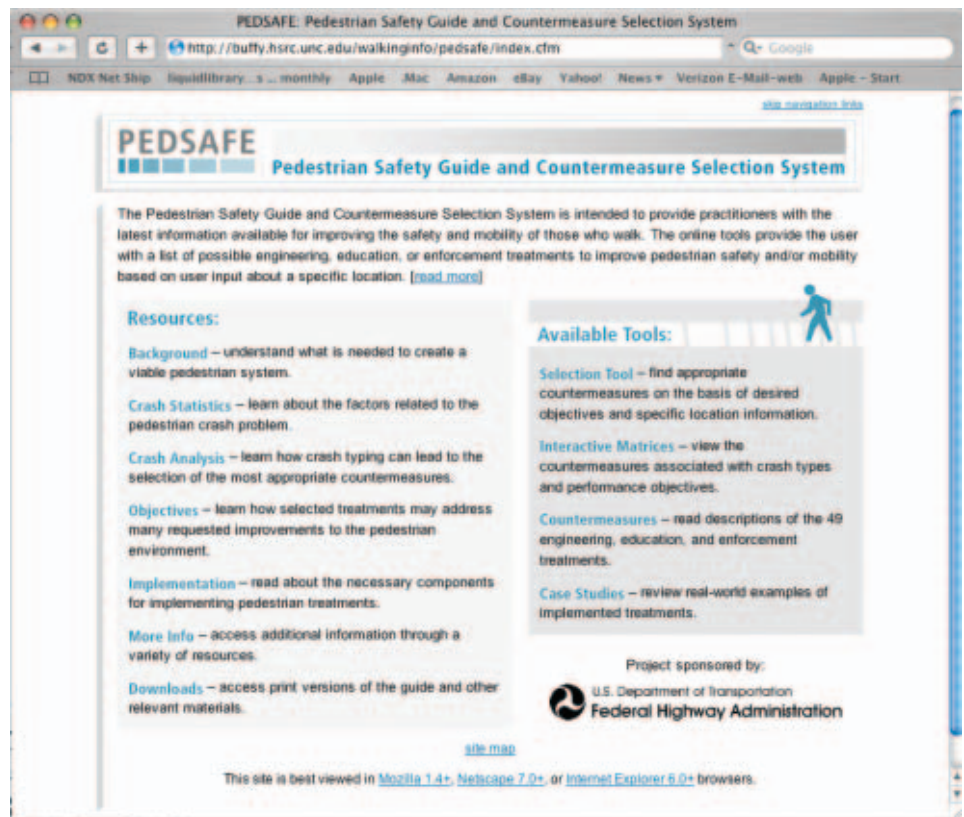 PEDSAFE: Pedestrian Safety Guide and Countermeasure Selection System
http://buffy.hsrc.unc.edu/walkinginfo/pedsafe/index.cfm
Google
NDX Net Ship liquidlibrary...s ... monthly Apple .Mac Amazon eBay Yahoo! News Verizon E-Mail-web Apple - Start
skip navigation links
PEDSAFE
Pedestrian Safety Guide and Countermeasure Selection System
The Pedestrian Safety Guide and Countermeasure Selection System is intended to provide practitioners with the
latest information available for improving the safety and mobility of those who walk. The online tools provide the user
with a list of possible engineering, education, or enforcement treatments to improve pedestrian safety and/or mobility
based on user input about a specific location. [read more]
Resources:
Background – understand what is needed to create a
viable pedestrian system.
Crash Statistics – learn about the factors related to the
pedestrian crash problem.
Crash Analysis – learn how crash typing can lead to the
selection of the most appropriate countermeasures.
Objectives – learn how selected treatments may address
many requested improvements to the pedestrian
environment.
Implementation – read about the necessary components
for implementing pedestrian treatments.
More Info – access additional information through a
variety of resources.
Downloads – access print versions of the guide and other
relevant materials.
Available Tools:
Selection Tool – find appropriate
countermeasures on the basis of desired
objectives and specific location information.
Interactive Matrices – view the
countermeasures associated with crash types
and performance objectives.
Countermeasures – read descriptions of the 49
engineering, education, and enforcement
treatments.
Case Studies – review real-world examples of
implemented treatments.
Project sponsored by:
U.S. Department of Transportation
Federal Highway Administration
site map
This site is best viewed in Mozilla 1.4+, Netscape 7.0+, or Internet Explorer 6.0+ browsers.